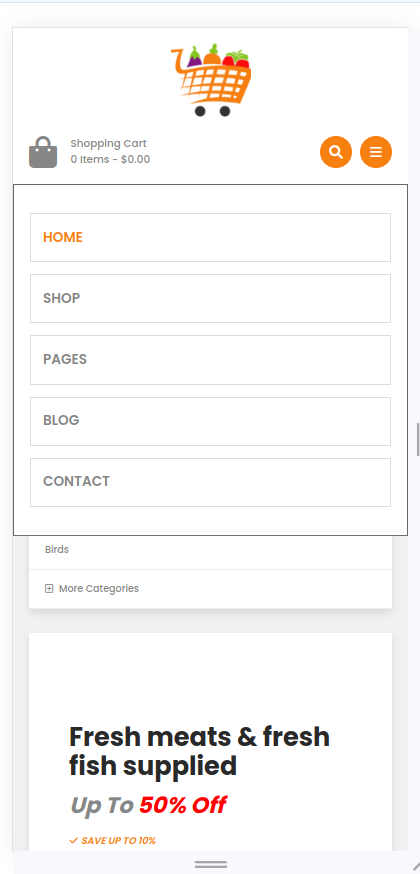 Shopping Cart
0 Items - $0.00
HOME
SHOP
PAGES
BLOG
CONTACT
Birds
More Categories
Fresh meats & fresh
fish supplied
Up To 50% Off
SAVE UP TO 10%